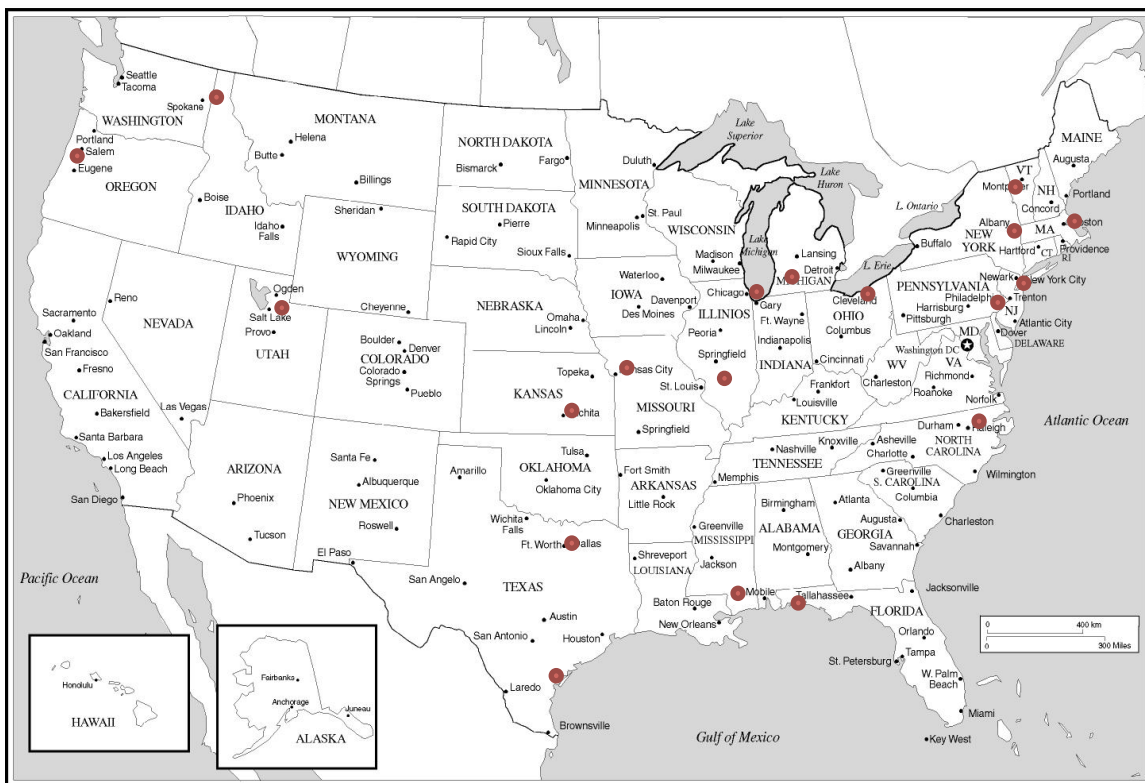 Seattle
Tacoma
Spokane
WASHINGTON
Portland
Salem
Eugene
OREGON
MONTANA
Helena
Butte
Billings
Boise
IDAHO
Idaho
Falls
Sheridan
WYOMING
Cheyenne
NORTH DAKOTA
Bismarck
Fargo
SOUTH DAKOTA
Pierre
Rapid City
Sioux Falls
Duluth
MINNESOTA
St. Paul
Minneapolis
Lake
Superior
WISCONSIN
Madison
Milwaukee
Lake
Michigan
Lake
Huron
Lansing
Detroit
L. Erie
L. Ontario
MAINE
Augusta
VT
NH
Portland
Concord
Albany
NEW
YORK
MA
Buffalo
Hartford
CT
Providence
RI
Reno
Sacramento
Oakland
San Francisco
Fresno
NEVADA
CALIFORNIA
Bakersfield
Las Vegas
Santa Barbara
Los Angeles
Long Beach
San Diego
Ogden
Salt Lake
Provo
UTAH
Boulder
Denver
COLORADO
Colorado
Springs
Pueblo
NEBRASKA
Omaha
Lincoln
Waterloo
IOWA
Davenport
Des Moines
Chicago
Gary
ILLINIOS
Peoria
Springfield
Ft. Wayne
Indianapolis
INDIANA
Cleveland
OHIO
Columbus
Cincinnati
PENNSYLVANIA
Newark
New York City
Philadelphia
Harrisburg
Pittsburgh
Trenton
NJ
Atlantic City
Dover
DELAWARE
MD
Washington DC
WV
VA
Charleston
Richmond
Roanoke
Norfolk
Topeka
KANSAS
St. Louis
MISSOURI
Springfield
Frankfort
Louisville
KENTUCKY
Durham
NORTH
CAROLINA
Asheville
Charlotte
Wilmington
Knoxville
Nashville
TENNESSEE
Memphis
Greenville
S. CAROLINA
Columbia
Charleston
ARIZONA
Phoenix
Tucson
Santa Fe
Albuquerque
NEW MEXICO
Roswell
El Paso
Amarillo
Tulsa
OKLAHOMA
Oklahoma City
Fort Smith
ARKANSAS
Little Rock
Wichita
Falls
Ft. Worth
Dallas
TEXAS
San Angelo
Austin
San Antonio
Houston
Laredo
Brownsville
Shreveport
LOUISIANA
Baton Rouge
New Orleans
Greenville
MISSISSIPPI
Jackson
Birmingham
ALABAMA
Montgomery
Mobile
Atlanta
Augusta
GEORGIA
Savannah
Albany
Tallahassee
Jacksonville
FLORIDA
Orlando
Tampa
St. Petersburg
W. Palm
Beach
Miami
Key West
Pacific Ocean
Atlantic Ocean
Gulf of Mexico
0 400 km
0 300 Miles
Honolulu
HAWAII
Fairbanks
Anchorage
Juneau
ALASKA